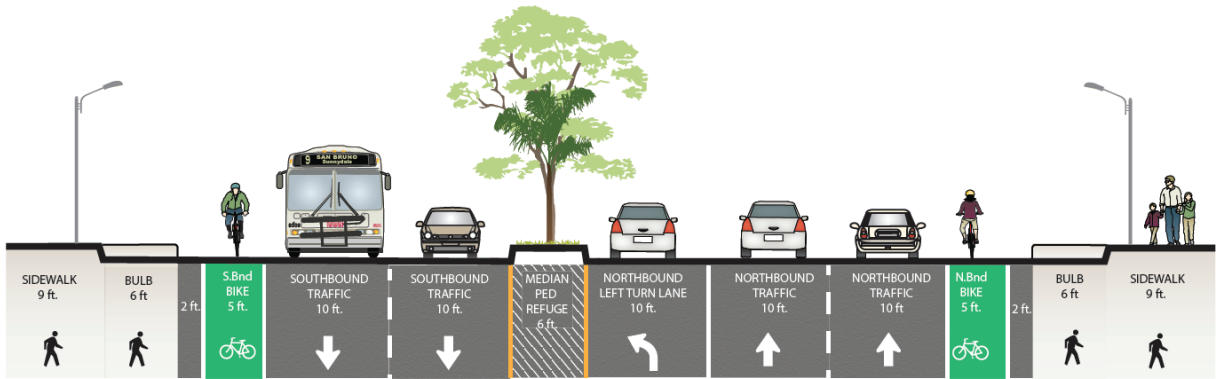 9 SAN BRUNO
Sunnydale
SIDEWALK
9 ft.
BULB
6 ft
2 ft.
S.Bnd
BIKE
5 ft.
SOUTHBOUND
TRAFFIC
10 ft.
SOUTHBOUND
TRAFFIC
10 ft.
MEDIAN
PED
REFUGE
6 ft.
NORTHBOUND
LEFT TURN LANE
10 ft.
NORTHBOUND
TRAFFIC
10 ft.
NORTHBOUND
TRAFFIC
10 ft
N.Bnd
BIKE
5 ft.
2 ft.
BULB
6 ft
SIDEWALK
9 ft.